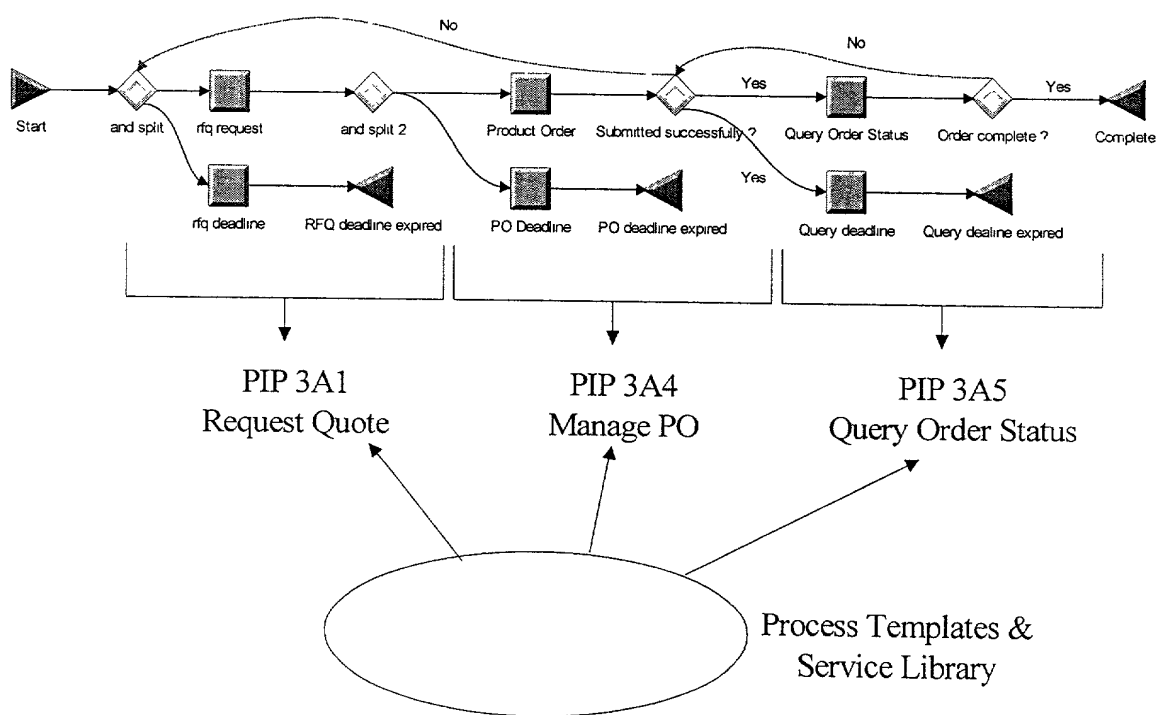 No
No
Yes
Yes
Start
and split
rfq request
and split 2
Product Order
Submitted successfully ?
Query Order Status
Order complete ?
Complete
Yes
rfq deadline
RFQ deadline expired
PO Deadline
PO deadline expired
Query deadline
Query dealine expired
PIP 3A1
Request Quote
PIP 3A4
Manage PO
PIP 3A5
Query Order Status
Process Templates &
Service Library